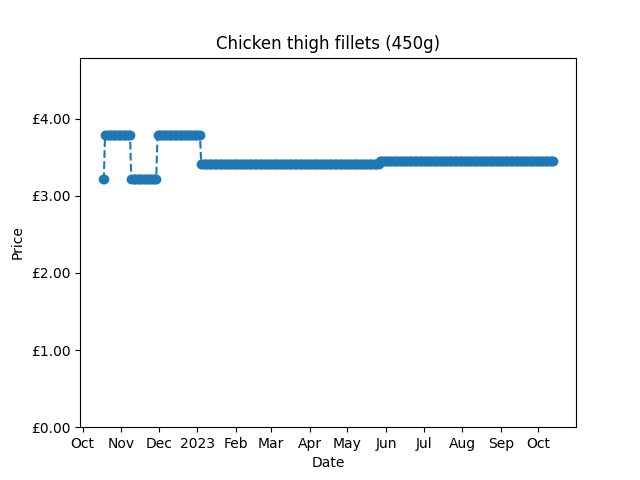 Chicken thigh fillets (450g)
£4.00
£3.00
£2.00
£1.00
£0.00
Price
Oct Nov Dec 2023 Feb Mar Apr May Jun Jul Aug Sep Oct
Date